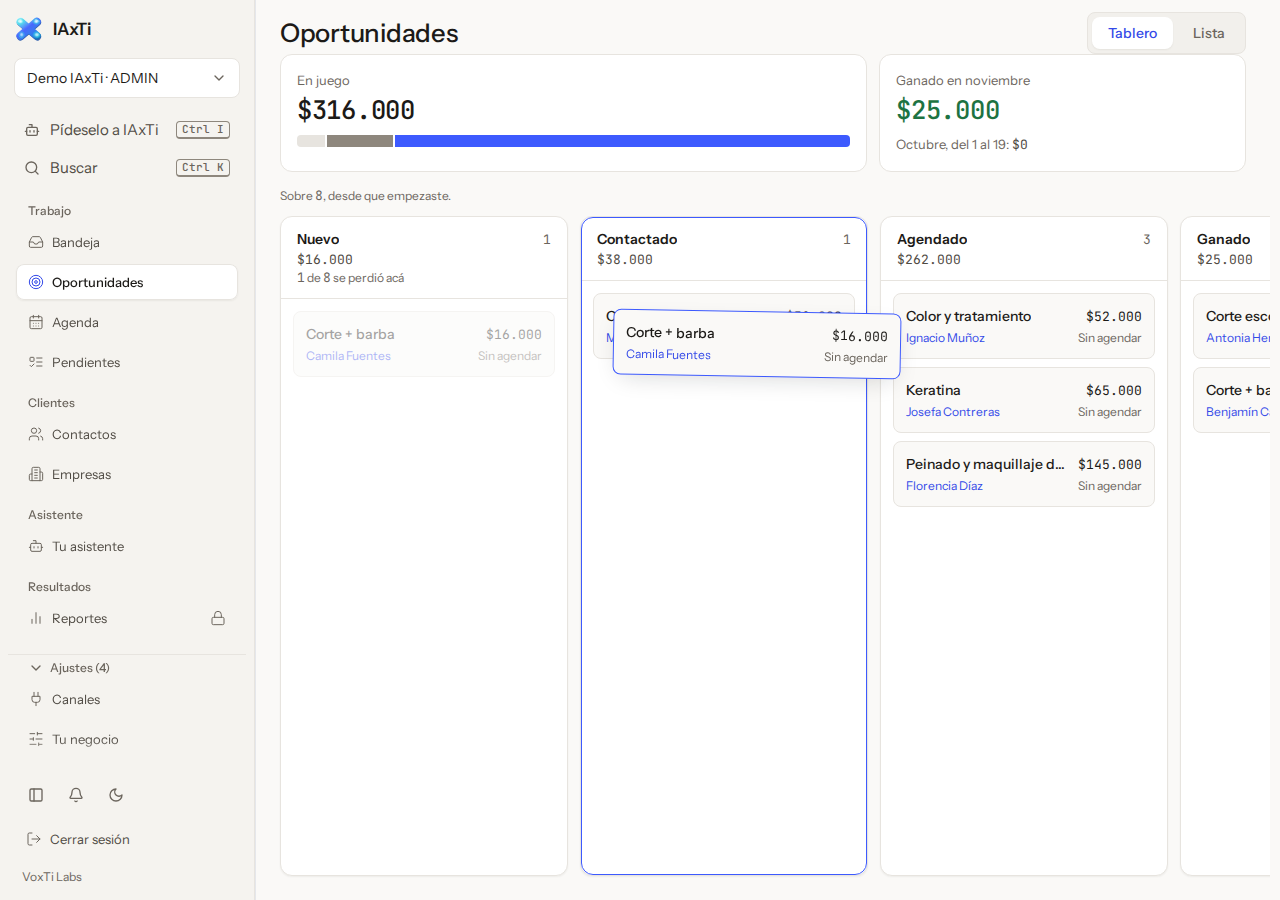 IAxTi
Demo IAxTi · ADMIN
Pídeselo a IAxTi Ctrl I
Buscar Ctrl K
Trabajo
Bandeja
Oportunidades
Agenda
Pendientes
Clientes
Contactos
Empresas
Asistente
Tu asistente
Resultados
Reportes
Ajustes (4)
Canales
Tu negocio
Cerrar sesión
VoxTi Labs
Oportunidades
Tablero Lista
En juego
$316.000
Ganado en noviembre
$25.000
Octubre, del 1 al 19: $0
Sobre 8, desde que empezaste.
Nuevo 1
$16.000
1 de 8 se perdió acá
Corte + barba $16.000
Camila Fuentes Sin agendar
Contactado 1
$38.000
Corte + barba $16.000
Camila Fuentes Sin agendar
Agendado 3
$262.000
Color y tratamiento $52.000
Ignacio Muñoz Sin agendar
Keratina $65.000
Josefa Contreras Sin agendar
Peinado y maquillaje d... $145.000
Florencia Díaz Sin agendar
Ganado
$25.000
Corte
Antonia
Corte + ba
Benjamín